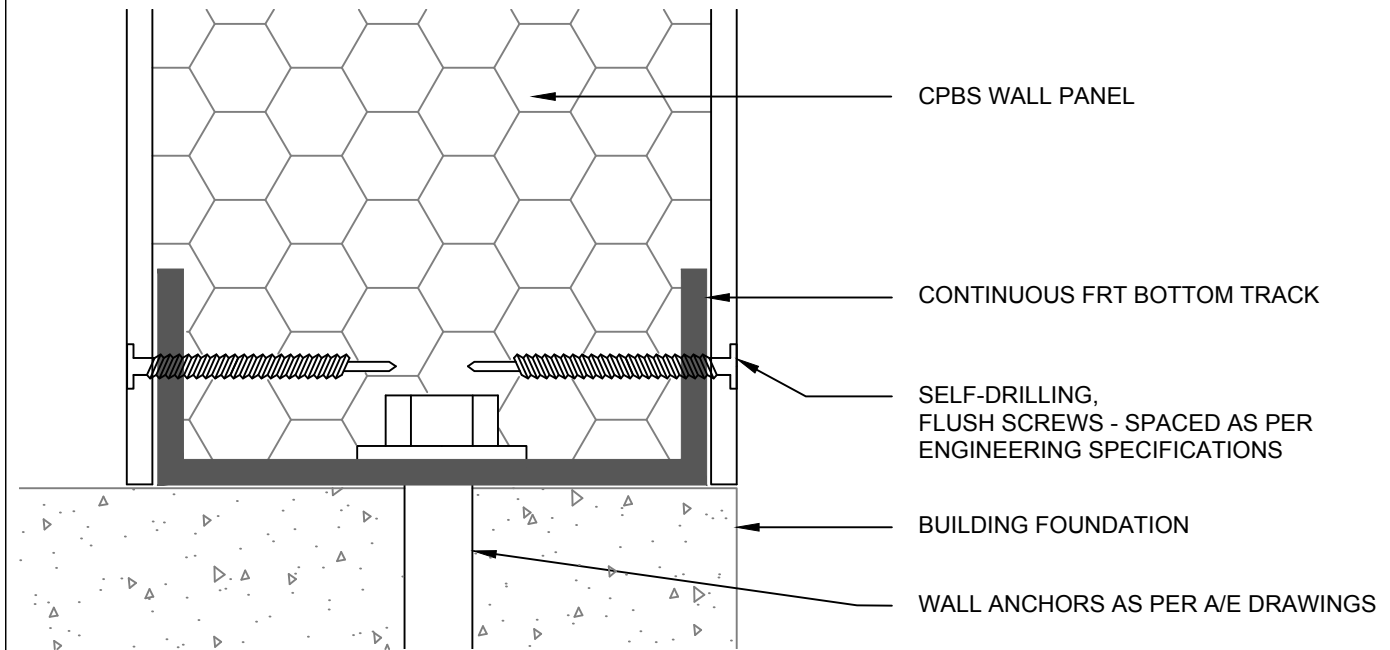 CPBS WALL PANEL
CONTINUOUS FRT BOTTOM TRACK
SELF-DRILLING,
FLUSH SCREWS - SPACED AS PER
ENGINEERING SPECIFICATIONS
BUILDING FOUNDATION
WALL ANCHORS AS PER A/E DRAWINGS